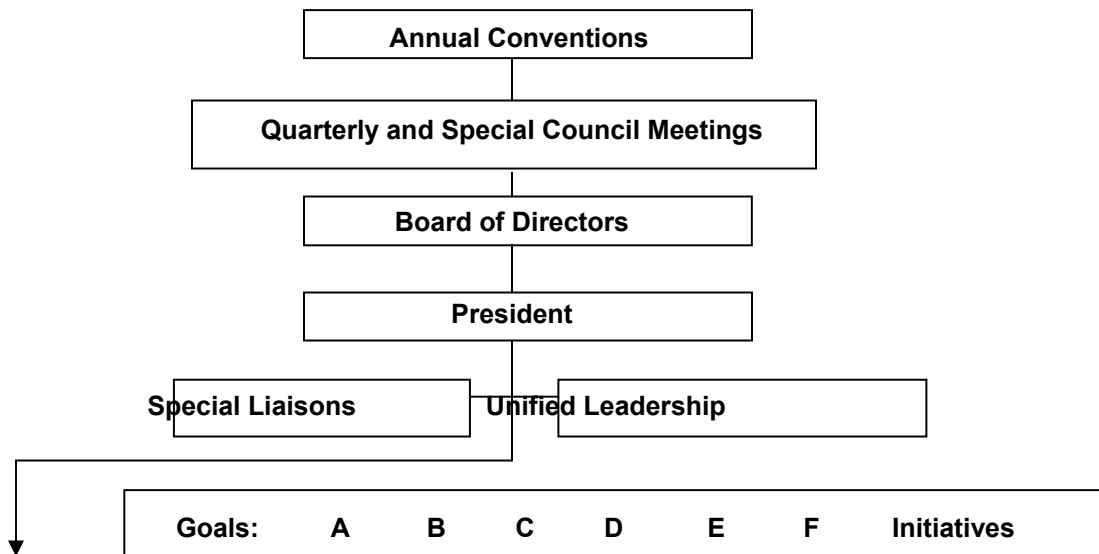 Annual Conventions
Quarterly and Special Council Meetings
Board of Directors
President
Special Liaisons Unified Leadership
Goals: A B C D E F Initiatives